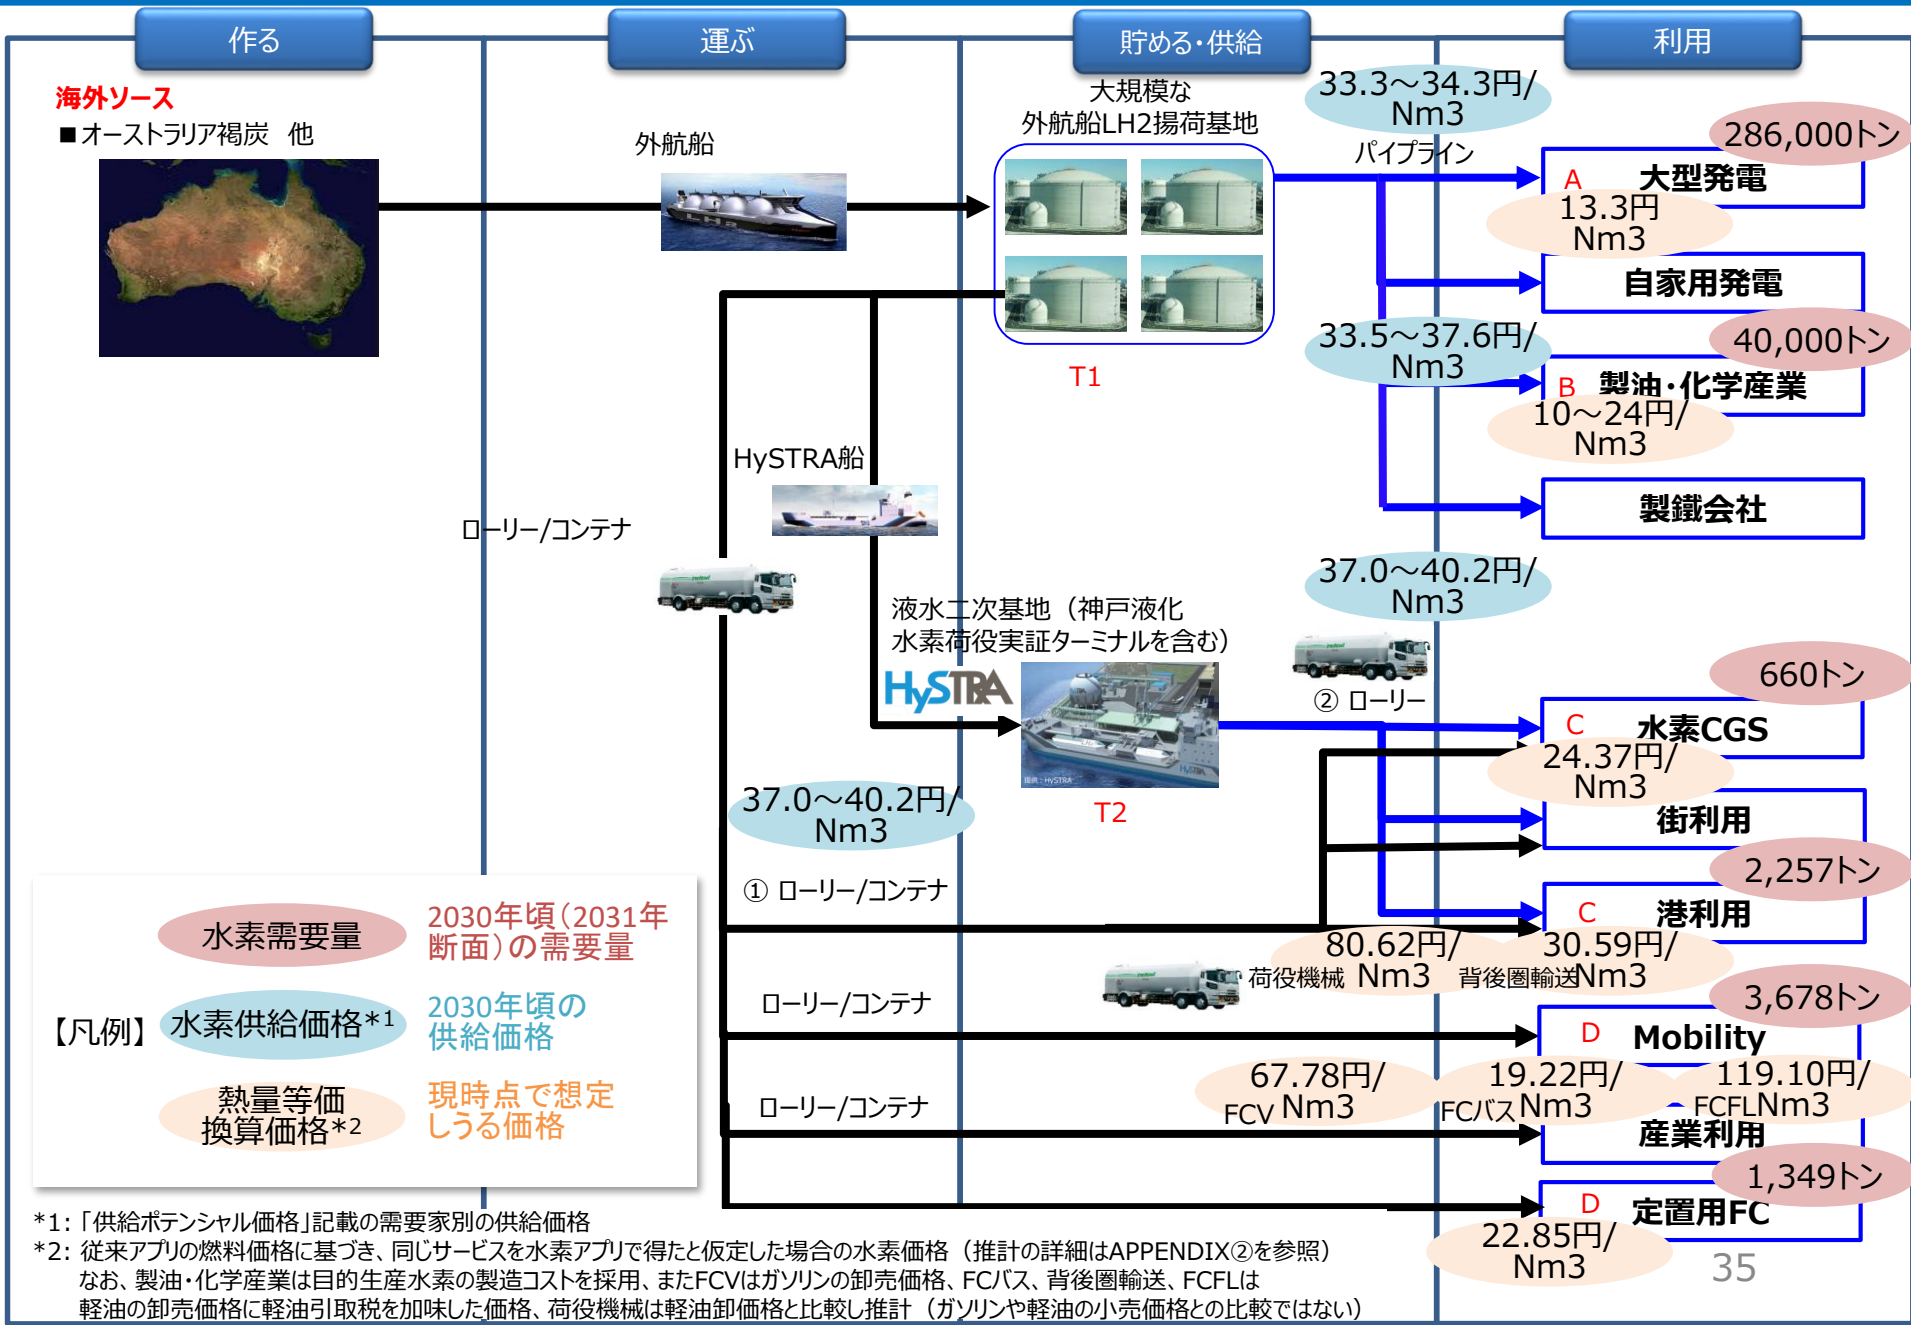 作る
運ぶ
貯める・供給
利用
海外ソース
■オーストラリア褐炭 他
外航船
大規模な
外航船LH2揚荷基地
33.3～34.3円/
Nm3
パイプライン
286,000トン
A 大型発電
13.3円
Nm3
自家用発電
33.5～37.6円/
Nm3
40,000トン
B 製油・化学産業
10～24円/
Nm3
T1
HySTRA船
製鐵会社
ローリー/コンテナ
37.0～40.2円/
Nm3
液水二次基地（神戸液化
水素荷役実証ターミナルを含む）
HySTRA
② ローリー
660トン
C 水素CGS
24.37円/
Nm3
提供：HySTRA
T2
37.0～40.2円/
Nm3
街利用
2,257トン
① ローリー/コンテナ
C 港利用
荷役機械 80.62円/
Nm3
背後圏輸送 30.59円/
Nm3
3,678トン
ローリー/コンテナ
D Mobility
67.78円/
FCV Nm3
19.22円/
FCバス Nm3
119.10円/
FCFL Nm3
ローリー/コンテナ
産業利用
1,349トン
D 定置用FC
22.85円/
Nm3
【凡例】
水素需要量
2030年頃（2031年
断面）の需要量
水素供給価格*1
2030年頃の
供給価格
熱量等価
換算価格*2
現時点で想定
しうる価格
*1: 「供給ポテンシャル価格」記載の需要家別の供給価格
*2: 従来アプリの燃料価格に基づき、同じサービスを水素アプリで得たと仮定した場合の水素価格（推計の詳細はAPPENDIX②を参照）
なお、製油・化学産業は目的生産水素の製造コストを採用、またFCVはガソリンの卸売価格、FCバス、背後圏輸送、FCFLは
軽油の卸売価格に軽油引取税を加味した価格、荷役機械は軽油卸価格と比較し推計（ガソリンや軽油の小売価格との比較ではない）
35